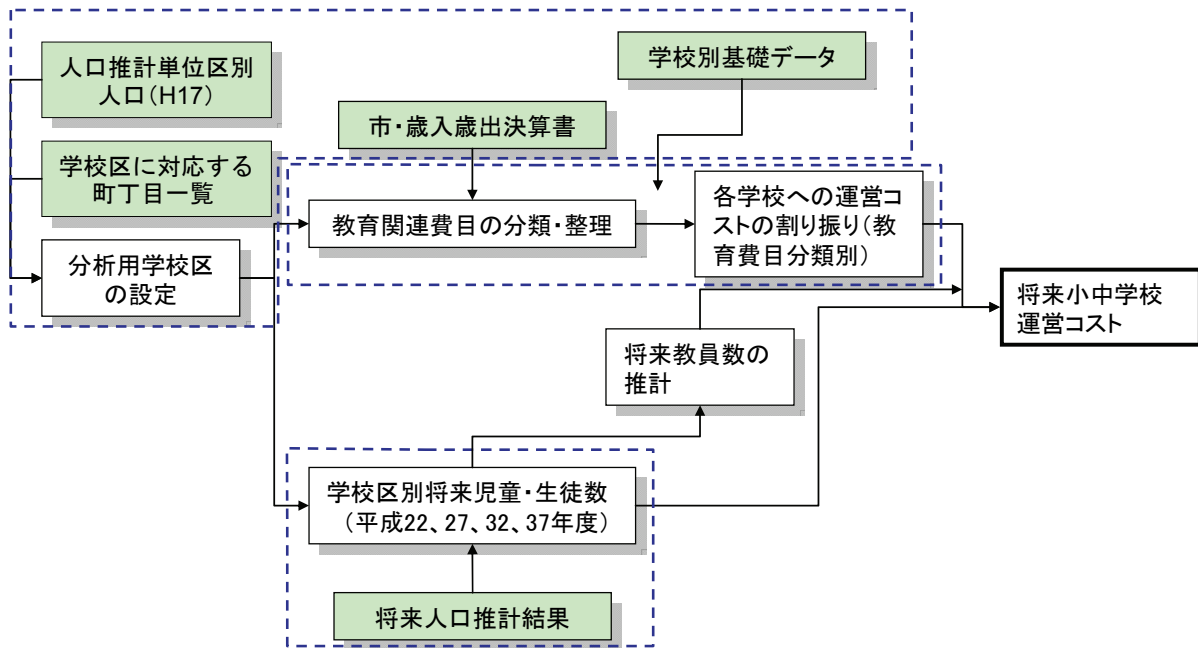 人口推計単位区別
人口（H17）
学校区に対応する
町丁目一覧
分析用学校区
の設定
市・歳入歳出決算書
学校別基礎データ
教育関連費目の分類・整理
各学校への運営コ
ストの割り振り（教
育費目分類別）
将来教員数の
推計
将来小中学校
運営コスト
学校区別将来児童・生徒数
（平成22、27、32、37年度）
将来人口推計結果